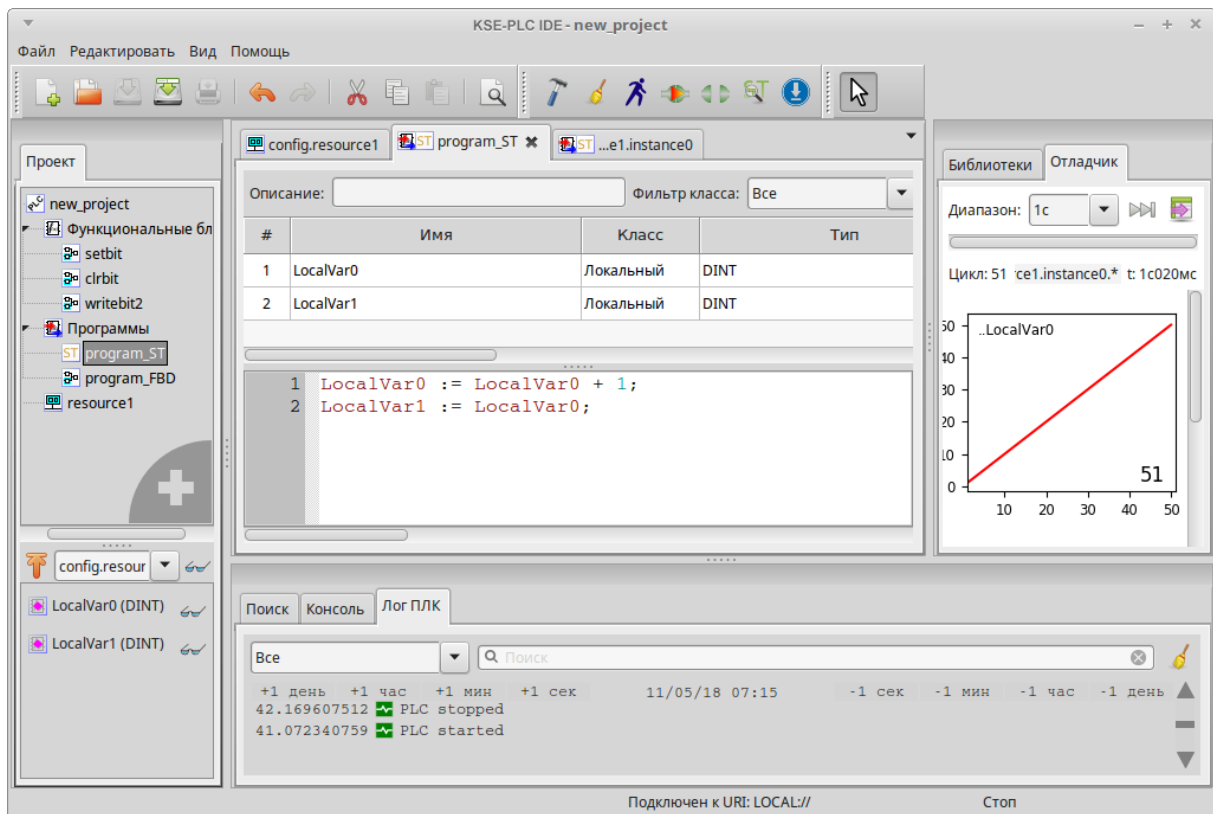 KSE-PLC IDE - new_project
Файл Редактировать Вид Помощь
ST
Проект
new_project
Функциональные бл
setbit
clrbit
writebit2
Программы
ST program_ST
program_FBD
resource1
config.resour
LocalVar0 (DINT)
LocalVar1 (DINT)
config.resource1 ST program_ST ST ...e1.instance0
Описание: Фильтр класса: Все
# Имя Класс Тип
1 LocalVar0 Локальный DINT
2 LocalVar1 Локальный DINT
1 LocalVar0 := LocalVar0 + 1;
2 LocalVar1 := LocalVar0;
Библиотеки Отладчик
Диапазон: 1с
Цикл: 51 ce1.instance0.* t: 1с020мс
..LocalVar0
50
40
30
20
10
0
51
10 20 30 40 50
Поиск Консоль Лог ПЛК
Все Поиск
+1 день +1 час +1 мин +1 сек 11/05/18 07:15 -1 сек -1 мин -1 час -1 день
42.169607512 PLC stopped
41.072340759 PLC started
Подключен к URI: LOCAL:// Стоп